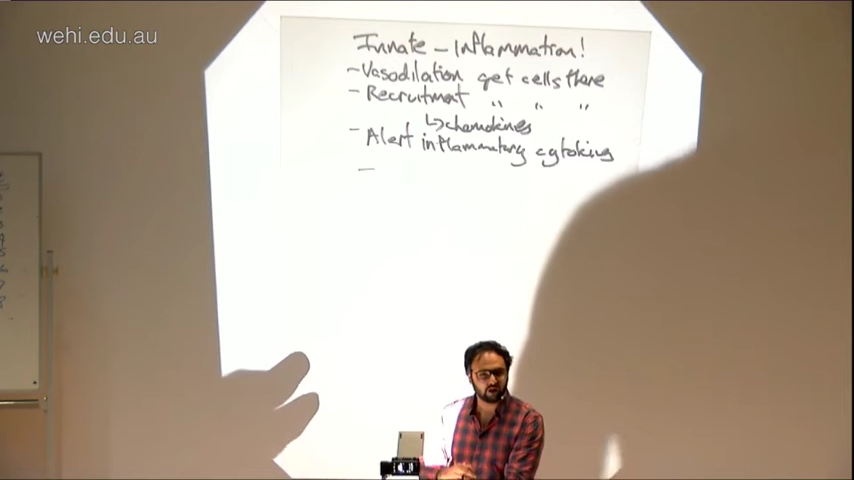 wehi.edu.au
Innate - Inflammation!
- Vasodilation get cells there
- Recruitment " " "
↳ chemokines
- Alert inflammatory cytokines
-